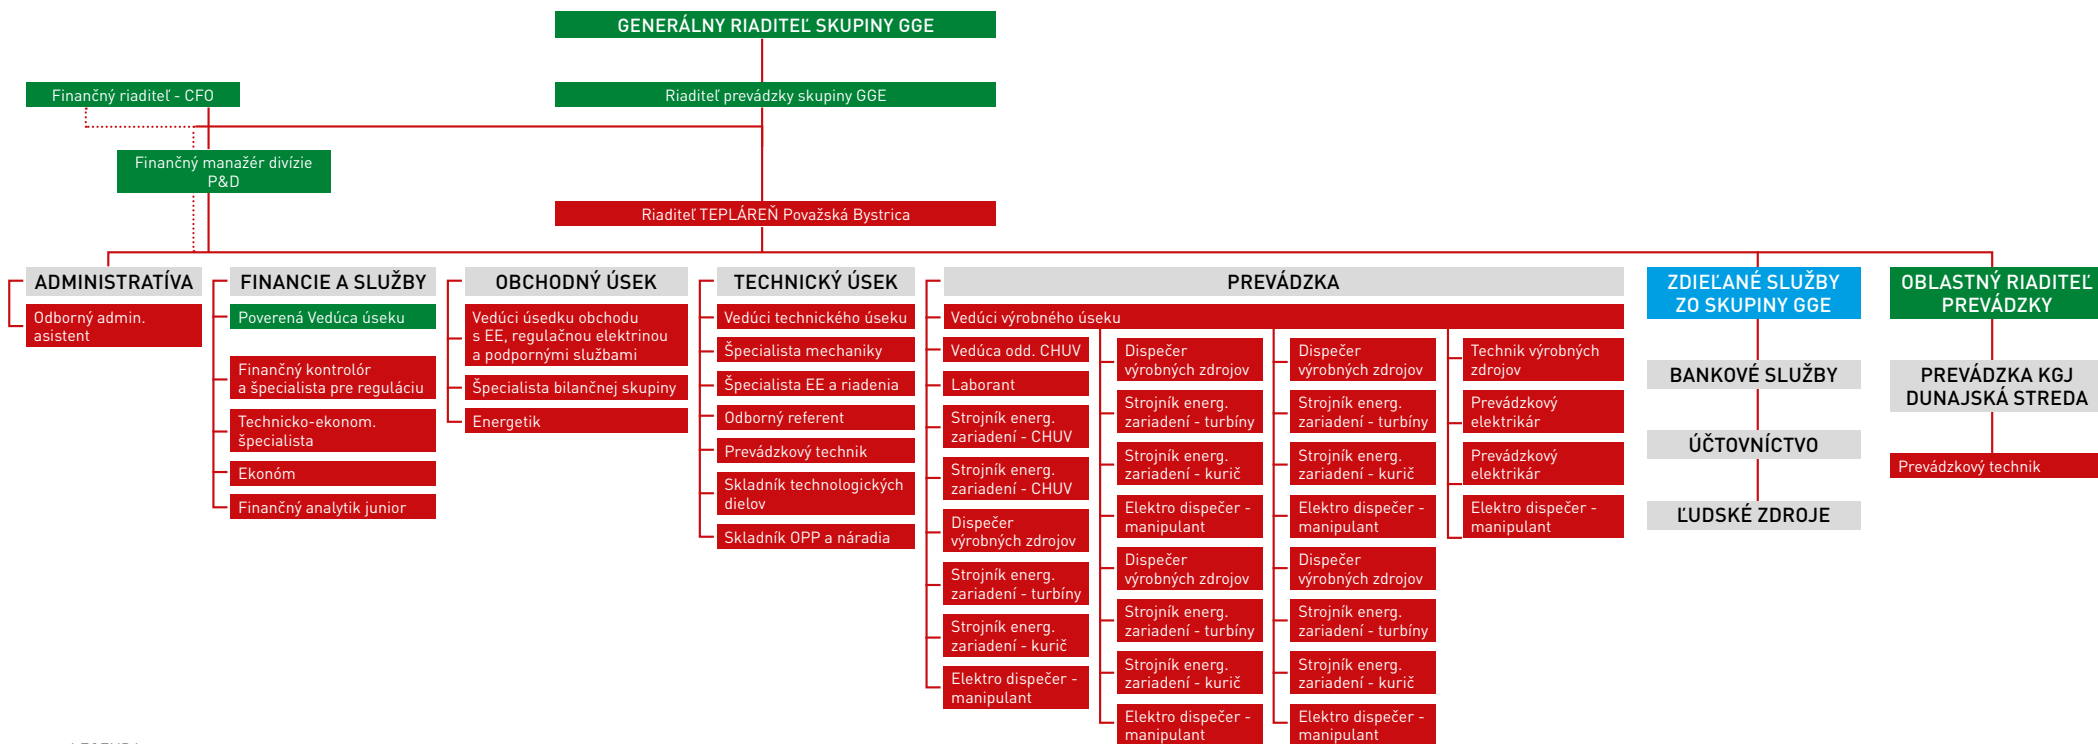 GENERÁLNY RIADITEĽ SKUPINY GGE
Finančný riaditeľ - CFO
Riaditeľ prevádzky skupiny GGE
Finančný manažér divízie
P&D
Riaditeľ TEPLÁREŇ Považská Bystrica
ADMINISTRATÍVA
Odborný admin.
asistent
FINANCIE A SLUŽBY
Poverená Vedúca úseku
Finančný kontrolór
a špecialista pre reguláciu
Technicko-ekonom.
špecialista
Ekonóm
Finančný analytik junior
OBCHODNÝ ÚSEK
Vedúci úsedku obchodu
s EE, regulačnou elektrinou
a podpornými službami
Špecialista bilančnej skupiny
Energetik
TECHNICKÝ ÚSEK
Vedúci technického úseku
Špecialista mechaniky
Špecialista EE a riadenia
Odborný referent
Prevádzkový technik
Skladník technologických
dielov
Skladník OPP a náradia
PREVÁDZKA
Vedúci výrobného úseku
Vedúca odd. CHUV
Laborant
Strojník energ.
zariadení - CHUV
Strojník energ.
zariadení - CHUV
Dispečer
výrobných zdrojov
Strojník energ.
zariadení - turbíny
Strojník energ.
zariadení - kurič
Elektro dispečer -
manipulant
Dispečer
výrobných zdrojov
Strojník energ.
zariadení - turbíny
Strojník energ.
zariadení - kurič
Elektro dispečer -
manipulant
Dispečer
výrobných zdrojov
Strojník energ.
zariadení - turbíny
Strojník energ.
zariadení - kurič
Elektro dispečer -
manipulant
Dispečer
výrobných zdrojov
Strojník energ.
zariadení - turbíny
Strojník energ.
zariadení - kurič
Elektro dispečer -
manipulant
Dispečer
výrobných zdrojov
Strojník energ.
zariadení - turbíny
Strojník energ.
zariadení - kurič
Elektro dispečer -
manipulant
Technik výrobných
zdrojov
Prevádzkový
elektrikár
Prevádzkový
elektrikár
Elektro dispečer -
manipulant
ZDIEĽANÉ SLUŽBY
ZO SKUPINY GGE
BANKOVÉ SLUŽBY
ÚČTOVNÍCTVO
ĽUDSKÉ ZDROJE
OBLASTNÝ RIADITEĽ
PREVÁDZKY
PREVÁDZKA KGJ
DUNAJSKÁ STREDA
Prevádzkový technik